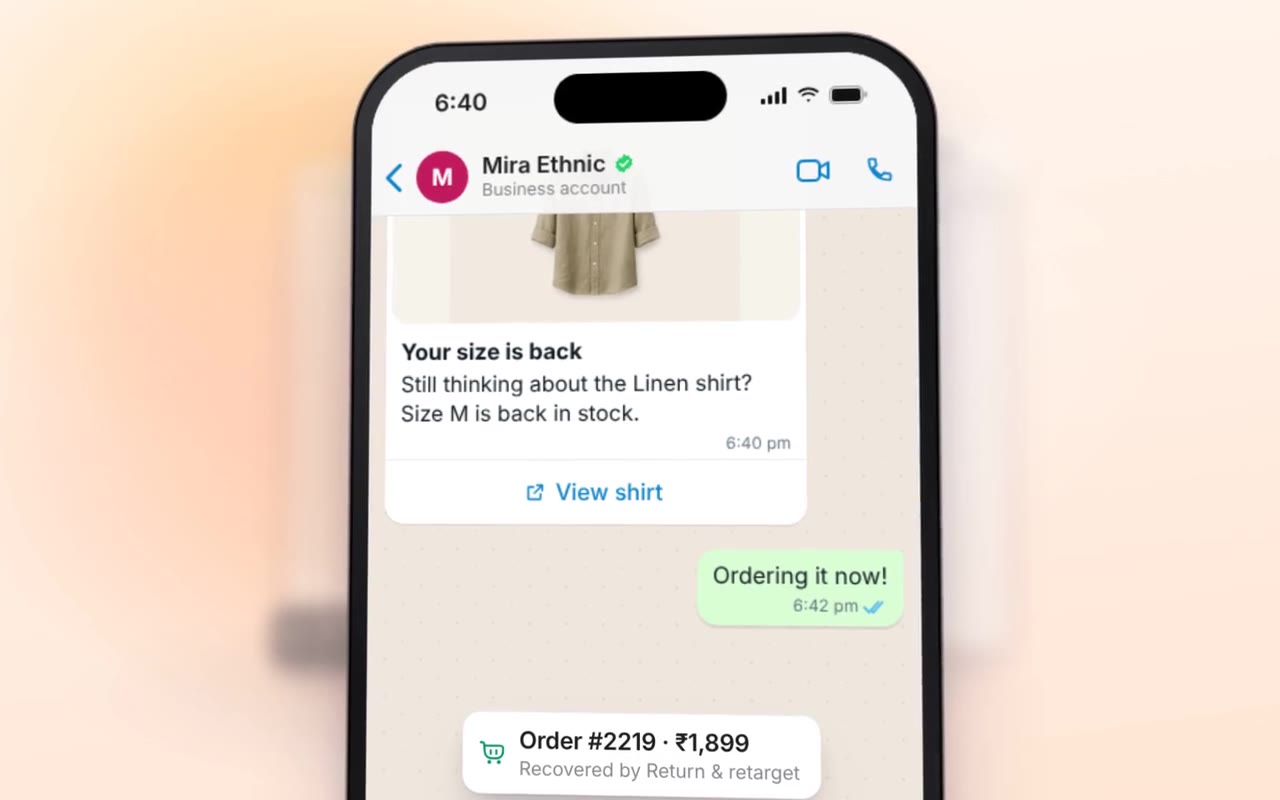 6:40
M
Mira Ethnic
Business account
Your size is back
Still thinking about the Linen shirt?
Size M is back in stock.
6:40 pm
View shirt
Ordering it now!
6:42 pm
Order #2219 · ₹1,899
Recovered by Return & retarget